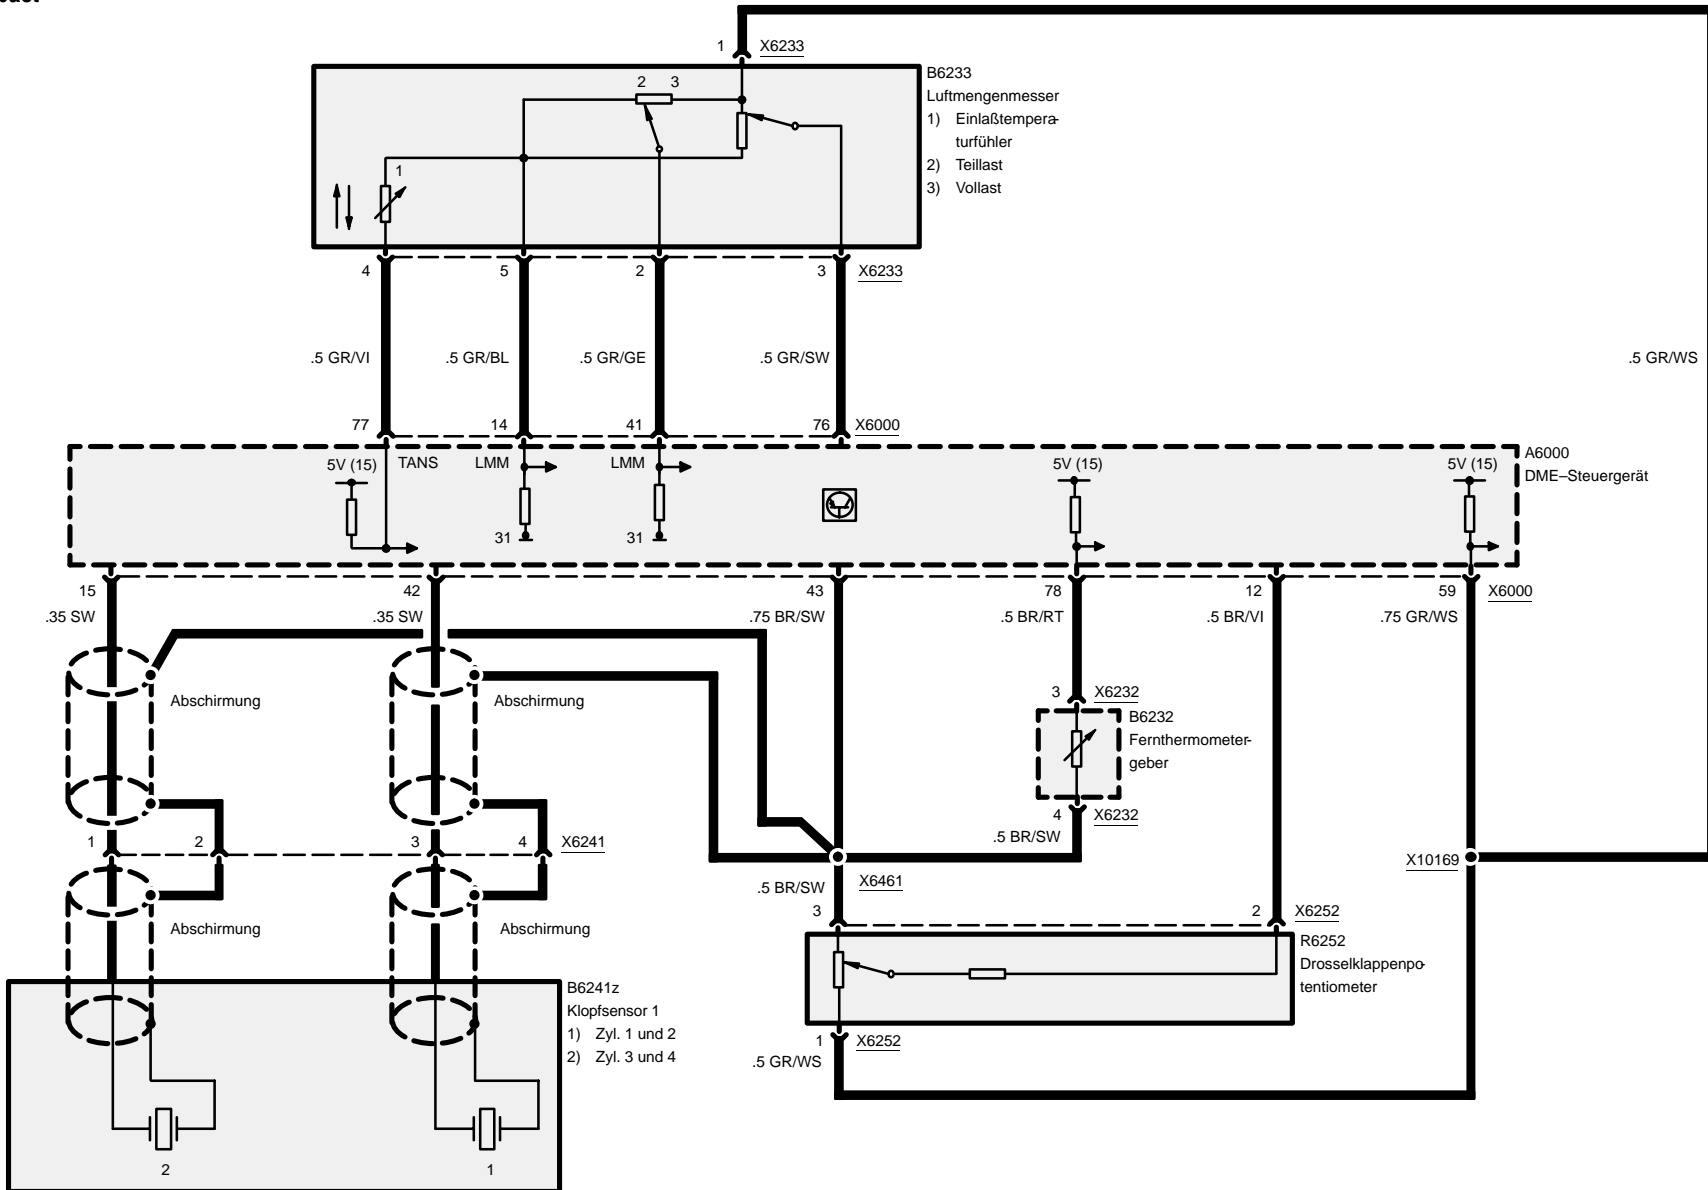 1 X6233
2 3
B6233
Luftmengenmesser
1) Einlaßtempera-
turfühler
2) Teillast
3) Vollast
1
4 5 2 3 X6233
.5 GR/VI .5 GR/BL .5 GR/GE .5 GR/SW .5 GR/WS
77 14 41 76 X6000
5V (15) TANS LMM LMM 5V (15) 5V (15)
A6000
DME–Steuergerät
31 31
15 42 43 78 12 59 X6000
.35 SW .35 SW .75 BR/SW .5 BR/RT .5 BR/VI .75 GR/WS
Abschirmung Abschirmung
3 X6232
B6232
Fernthermometer-
geber
4 X6232
.5 BR/SW
1 2 3 4 X6241
X10169
.5 BR/SW X6461
3 2 X6252
Abschirmung Abschirmung
R6252
Drosselklappenpo-
tentiometer
B6241z
Klopfsensor 1
1) Zyl. 1 und 2
2) Zyl. 3 und 4
1 X6252
.5 GR/WS
2 1